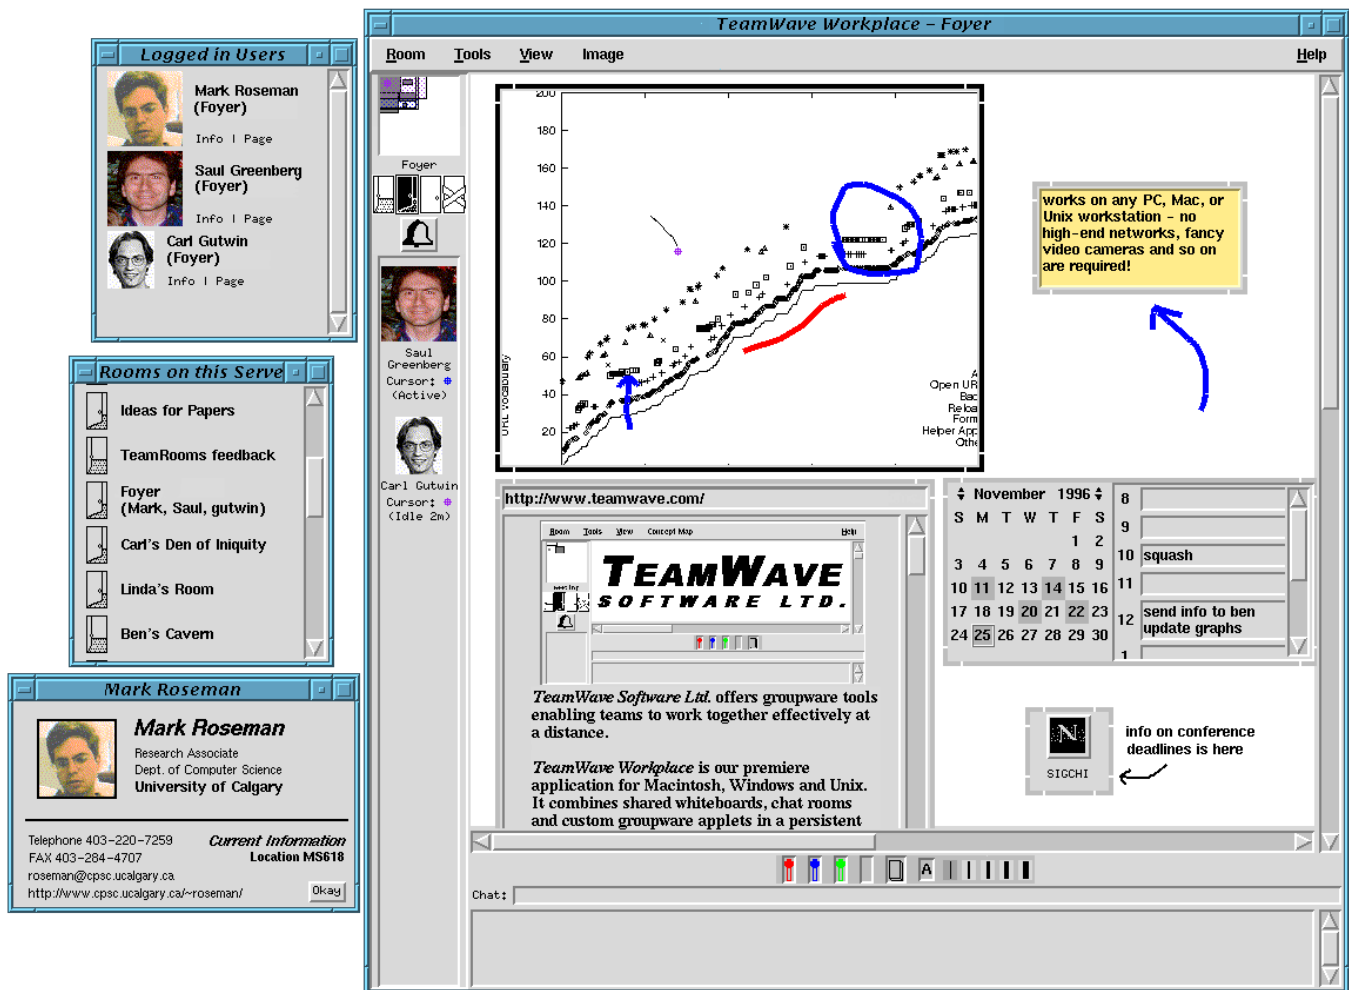 Logged in Users
Mark Roseman
(Foyer)
Info | Page
Saul Greenberg
(Foyer)
Info | Page
Carl Gutwin
(Foyer)
Info | Page
Rooms on this Serve
Ideas for Papers
TeamRooms feedback
Foyer
(Mark, Saul, gutwin)
Carl's Den of Iniquity
Linda's Room
Ben's Cavern
Mark Roseman
Mark Roseman
Research Associate
Dept. of Computer Science
University of Calgary
Telephone 403-220-7259
FAX 403-284-4707
roseman@cpsc.ucalgary.ca
http://www.cpsc.ucalgary.ca/~roseman/
Current Information
Location MS618
Okay
TeamWave Workplace - Foyer
Room Tools View Image Help
Foyer
Saul
Greenberg
Cursor:
(Active)
Carl Gutwin
Cursor:
(Idle 2m)
200
180
160
140
120
100
80
60
40
20
URL Vocabulary
A
Open UR
Bac
Reloa
Form
Helper App
Othe
works on any PC, Mac, or
Unix workstation - no
high-end networks, fancy
video cameras and so on
are required!
http://www.teamwave.com/
Room Tools View Concept Map Help
TEAMWAVE
SOFTWARE LTD.
TeamWave Software Ltd. offers groupware tools
enabling teams to work together effectively at
a distance.
TeamWave Workplace is our premiere
application for Macintosh, Windows and Unix.
It combines shared whiteboards, chat rooms
and custom groupware applets in a persistent
November 1996
S M T W T F S
1 2
3 4 5 6 7 8 9
10 11 12 13 14 15 16
17 18 19 20 21 22 23
24 25 26 27 28 29 30
8
9
10 squash
11
12 send info to ben
update graphs
1
N
SIGCHI
info on conference
deadlines is here
A
Chat: